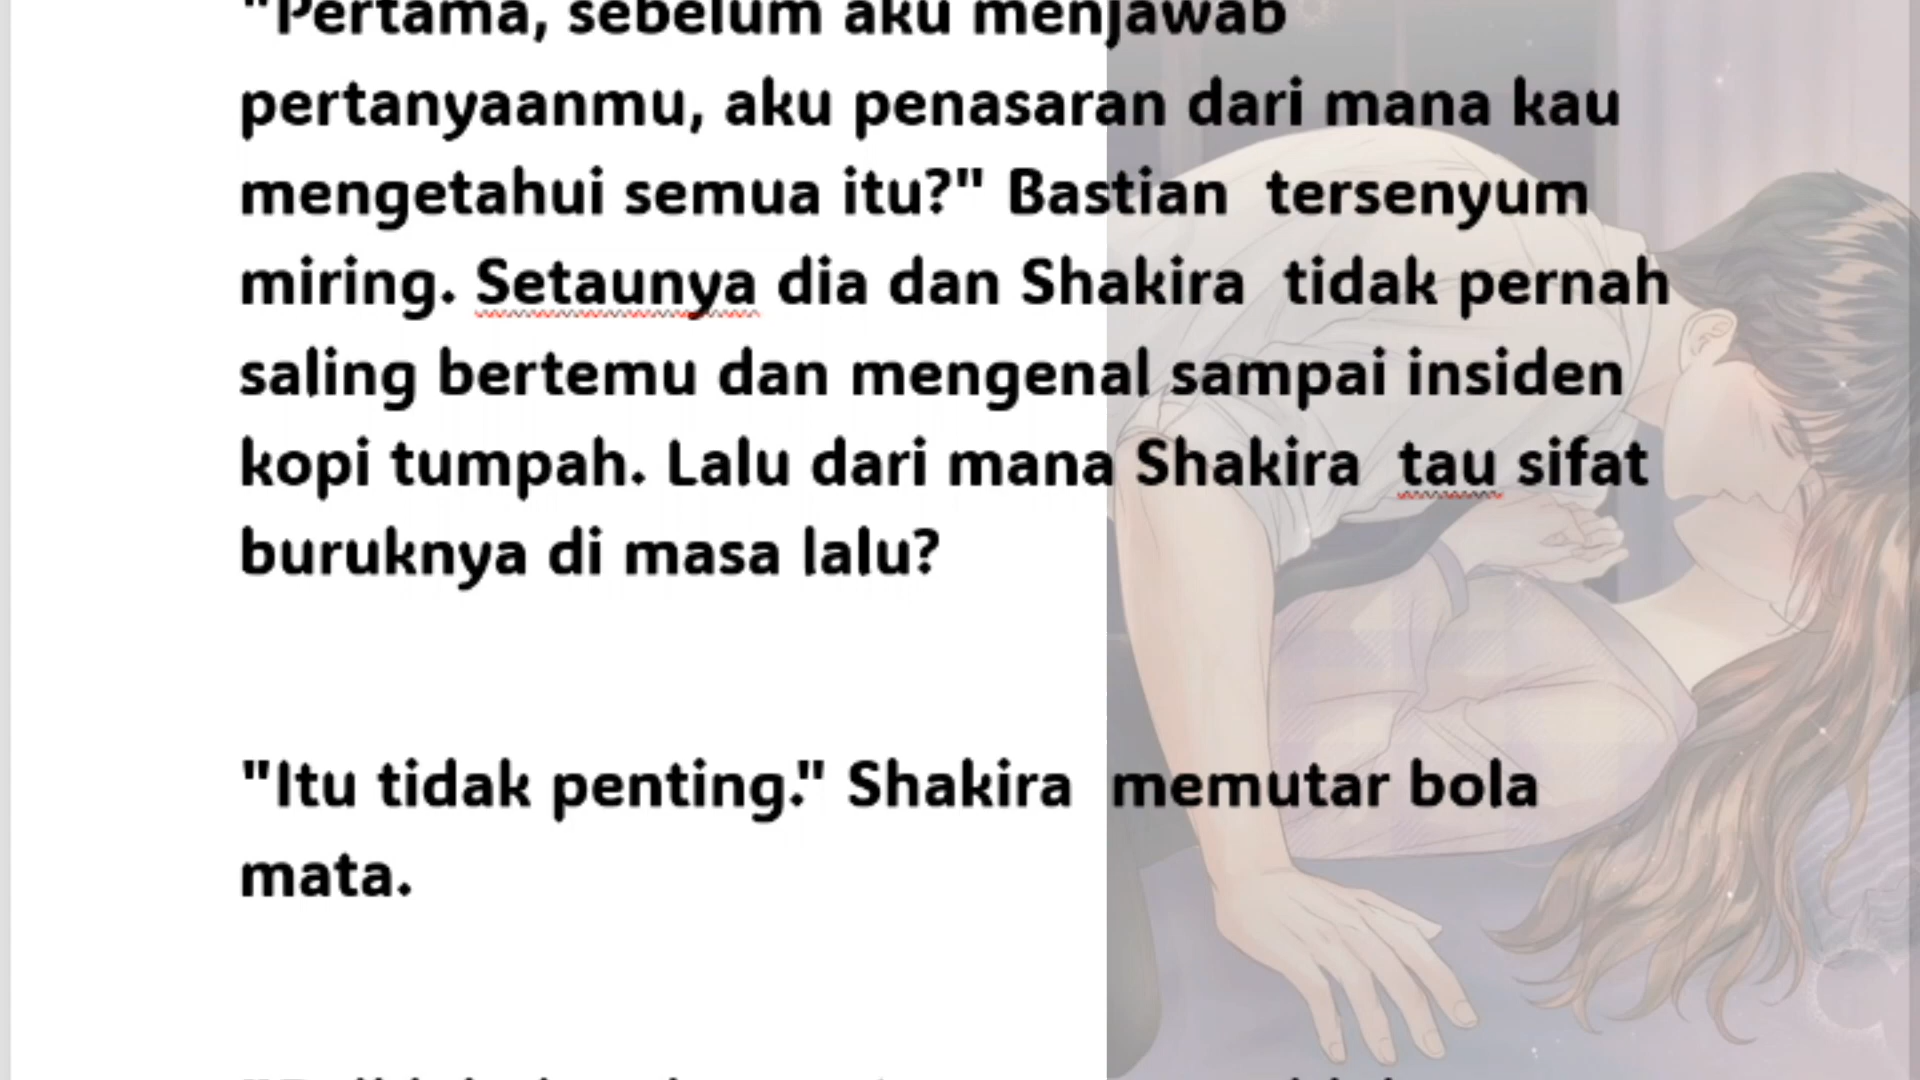 "Pertama, sebelum aku menjawab
pertanyaanmu, aku penasaran dari mana kau
mengetahui semua itu?" Bastian  tersenyum
miring. Setaunya dia dan Shakira  tidak pernah
saling bertemu dan mengenal sampai insiden
kopi tumpah. Lalu dari mana Shakira  tau sifat
buruknya di masa lalu?
"Itu tidak penting." Shakira  memutar bola
mata.